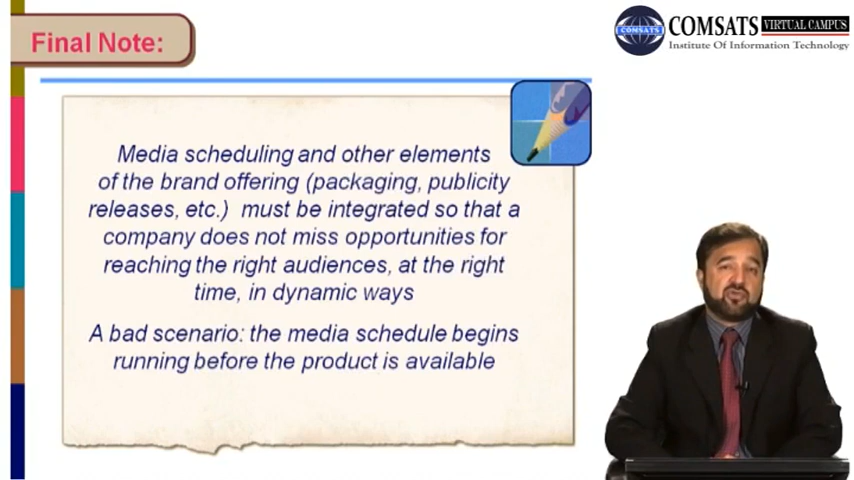 Final Note:
COMSATS VIRTUAL CAMPUS
COMSATS
Institute Of Information Technology
Media scheduling and other elements
of the brand offering (packaging, publicity
releases, etc.) must be integrated so that a
company does not miss opportunities for
reaching the right audiences, at the right
time, in dynamic ways
A bad scenario: the media schedule begins
running before the product is available